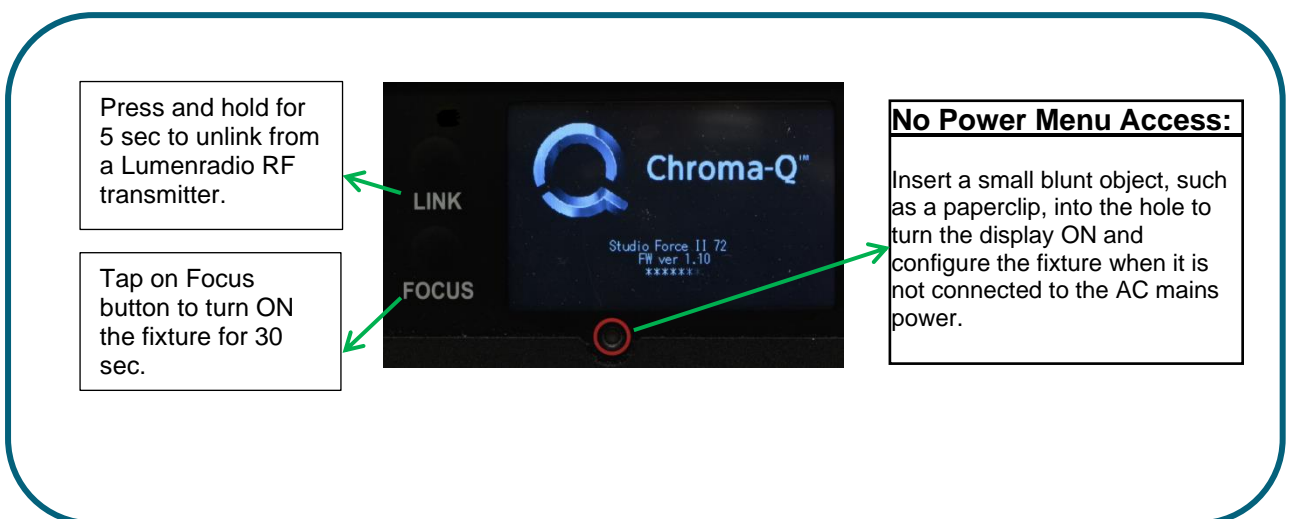 Press and hold for
5 sec to unlink from
a Lumenradio RF
transmitter.
Tap on Focus
button to turn ON
the fixture for 30
sec.
LINK
FOCUS
Chroma-Q™
Studio Force II 72
FW ver 1.10
*******
No Power Menu Access:
Insert a small blunt object, such
as a paperclip, into the hole to
turn the display ON and
configure the fixture when it is
not connected to the AC mains
power.